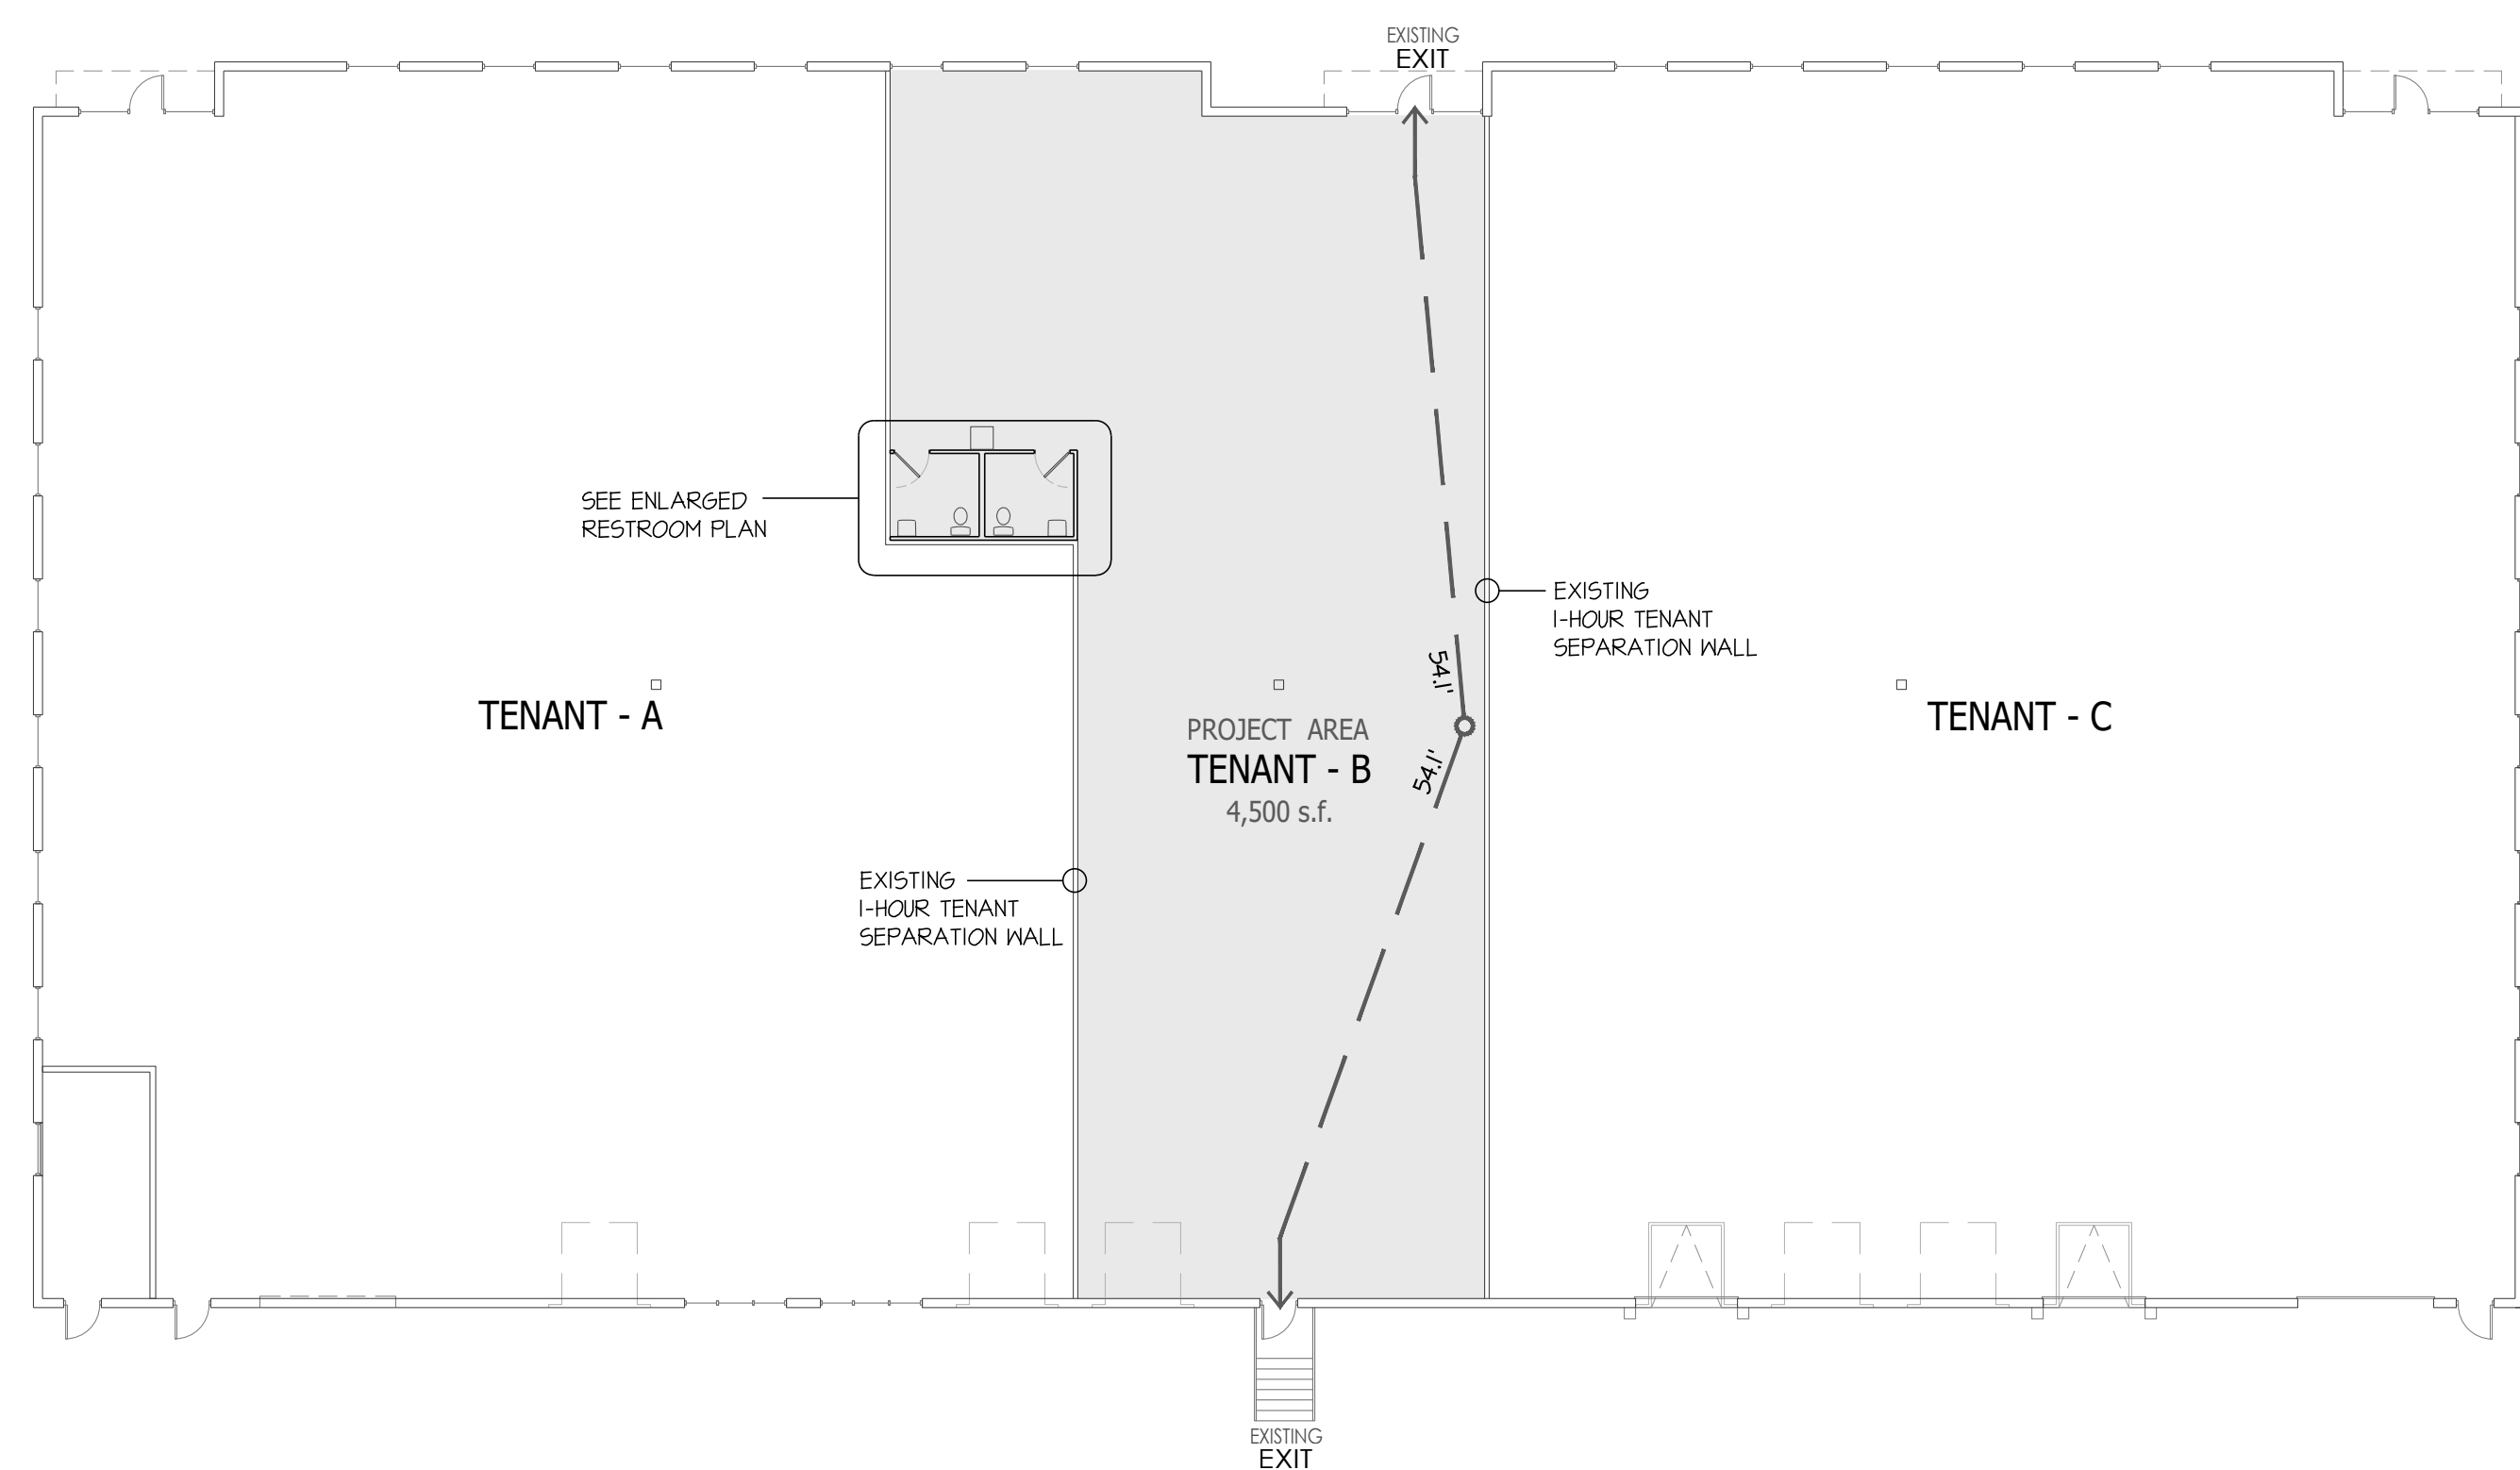 EXISTING
EXIT
SEE ENLARGED
RESTROOM PLAN
EXISTING
1-HOUR TENANT
SEPARATION WALL
54.1'
TENANT - A
PROJECT AREA
TENANT - B
4,500 s.f.
54.1'
TENANT - C
EXISTING
1-HOUR TENANT
SEPARATION WALL
EXISTING
EXIT